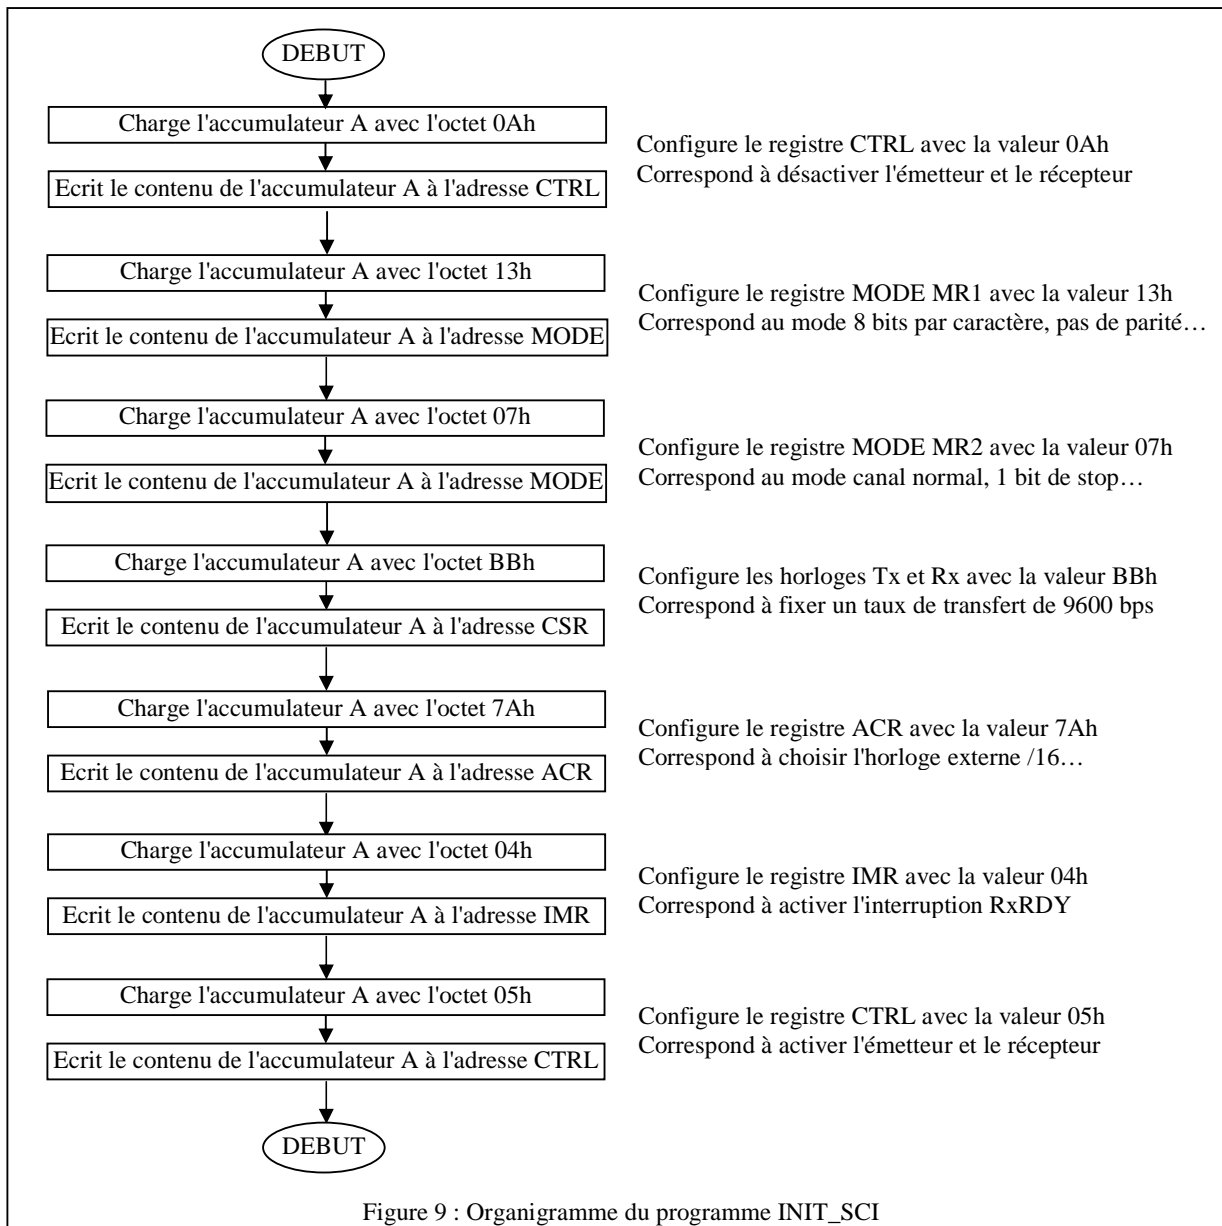 DEBUT
Charge l'accumulateur A avec l'octet 0Ah
Ecrit le contenu de l'accumulateur A à l'adresse CTRL
Configure le registre CTRL avec la valeur 0Ah
Correspond à désactiver l'émetteur et le récepteur
Charge l'accumulateur A avec l'octet 13h
Ecrit le contenu de l'accumulateur A à l'adresse MODE
Configure le registre MODE MR1 avec la valeur 13h
Correspond au mode 8 bits par caractère, pas de parité…
Charge l'accumulateur A avec l'octet 07h
Ecrit le contenu de l'accumulateur A à l'adresse MODE
Configure le registre MODE MR2 avec la valeur 07h
Correspond au mode canal normal, 1 bit de stop…
Charge l'accumulateur A avec l'octet BBh
Ecrit le contenu de l'accumulateur A à l'adresse CSR
Configure les horloges Tx et Rx avec la valeur BBh
Correspond à fixer un taux de transfert de 9600 bps
Charge l'accumulateur A avec l'octet 7Ah
Ecrit le contenu de l'accumulateur A à l'adresse ACR
Configure le registre ACR avec la valeur 7Ah
Correspond à choisir l'horloge externe /16…
Charge l'accumulateur A avec l'octet 04h
Ecrit le contenu de l'accumulateur A à l'adresse IMR
Configure le registre IMR avec la valeur 04h
Correspond à activer l'interruption RxRDY
Charge l'accumulateur A avec l'octet 05h
Ecrit le contenu de l'accumulateur A à l'adresse CTRL
Configure le registre CTRL avec la valeur 05h
Correspond à activer l'émetteur et le récepteur
DEBUT
Figure 9 : Organigramme du programme INIT_SCI